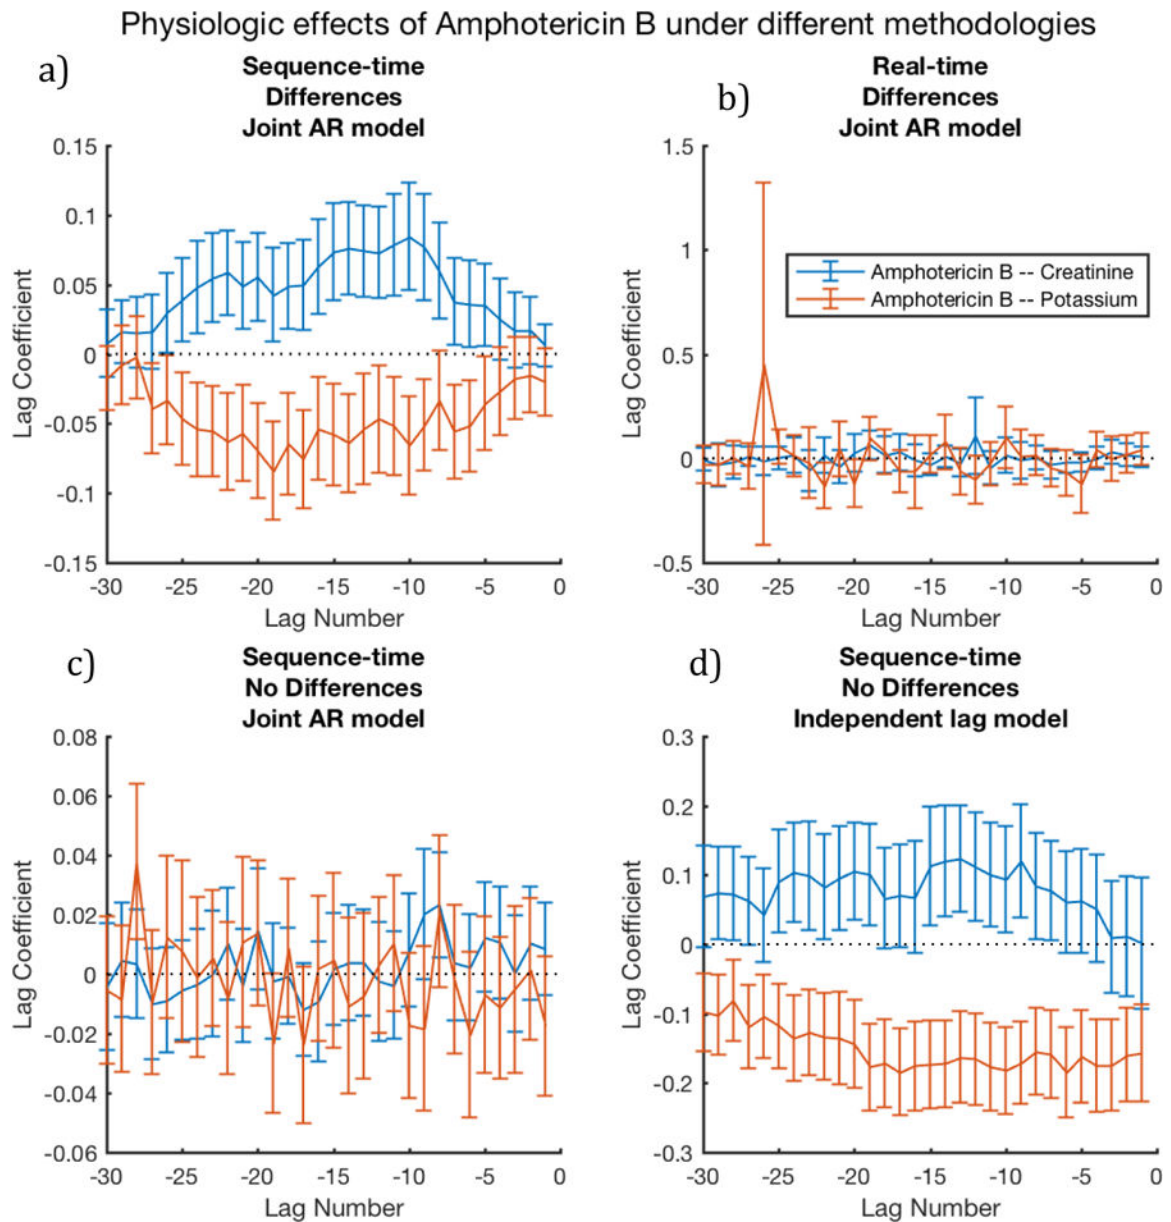 Physiologic effects of Amphotericin B under different methodologies
a)
Sequence-time
Differences
Joint AR model
0.15
0.1
0.05
0
-0.05
-0.1
-0.15
Lag Coefficient
-30 -25 -20 -15 -10 -5 0
Lag Number
b)
Real-time
Differences
Joint AR model
1.5
1
0.5
0
-0.5
Lag Coefficient
Amphotericin B -- Creatinine
Amphotericin B -- Potassium
-30 -25 -20 -15 -10 -5 0
Lag Number
c)
Sequence-time
No Differences
Joint AR model
0.08
0.06
0.04
0.02
0
-0.02
-0.04
-0.06
Lag Coefficient
-30 -25 -20 -15 -10 -5 0
Lag Number
d)
Sequence-time
No Differences
Independent lag model
0.3
0.2
0.1
0
-0.1
-0.2
-0.3
Lag Coefficient
-30 -25 -20 -15 -10 -5 0
Lag Number